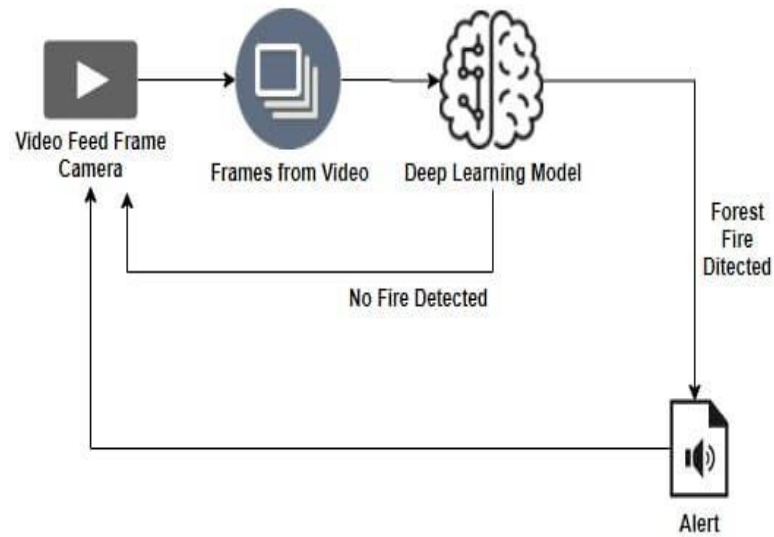 Video Feed Frame
Camera
Frames from Video
Deep Learning Model
Forest
Fire
Ditected
No Fire Detected
Alert